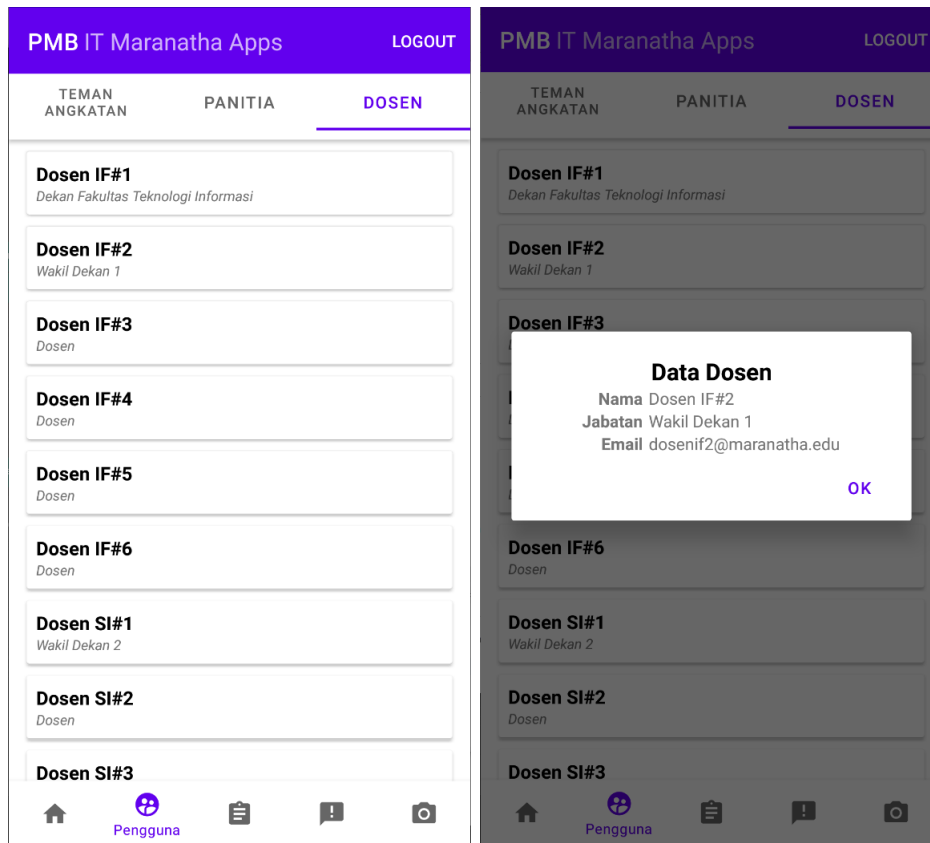 PMB IT Maranatha Apps LOGOUT
TEMAN
ANGKATAN
PANITIA
DOSEN
Dosen IF#1
Dekan Fakultas Teknologi Informasi
Dosen IF#2
Wakil Dekan 1
Dosen IF#3
Dosen
Dosen IF#4
Dosen
Dosen IF#5
Dosen
Dosen IF#6
Dosen
Dosen SI#1
Wakil Dekan 2
Dosen SI#2
Dosen
Dosen SI#3
Pengguna
PMB IT Maranatha Apps LOGOUT
TEMAN
ANGKATAN
PANITIA
DOSEN
Dosen IF#1
Dekan Fakultas Teknologi Informasi
Dosen IF#2
Wakil Dekan 1
Dosen IF#3
Data Dosen
Nama Dosen IF#2
Jabatan Wakil Dekan 1
Email dosenif2@maranatha.edu
OK
Dosen IF#6
Dosen
Dosen SI#1
Wakil Dekan 2
Dosen SI#2
Dosen
Dosen SI#3
Pengguna